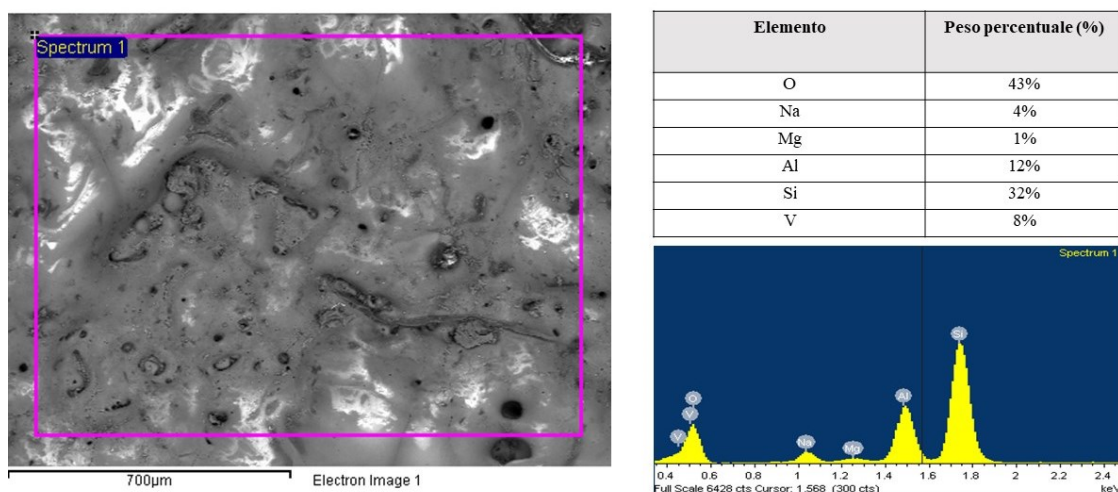 Spectrum 1
700µm Electron Image 1
Elemento Peso percentuale (%)
O 43%
Na 4%
Mg 1%
Al 12%
Si 32%
V 8%
Spectrum 1
Si
Al
O
V
V
Na
Mg
0.4 0.6 0.8 1 1.2 1.4 1.6 1.8 2 2.2 2.4
Full Scale 6428 cts Cursor: 1.568 (300 cts) keV